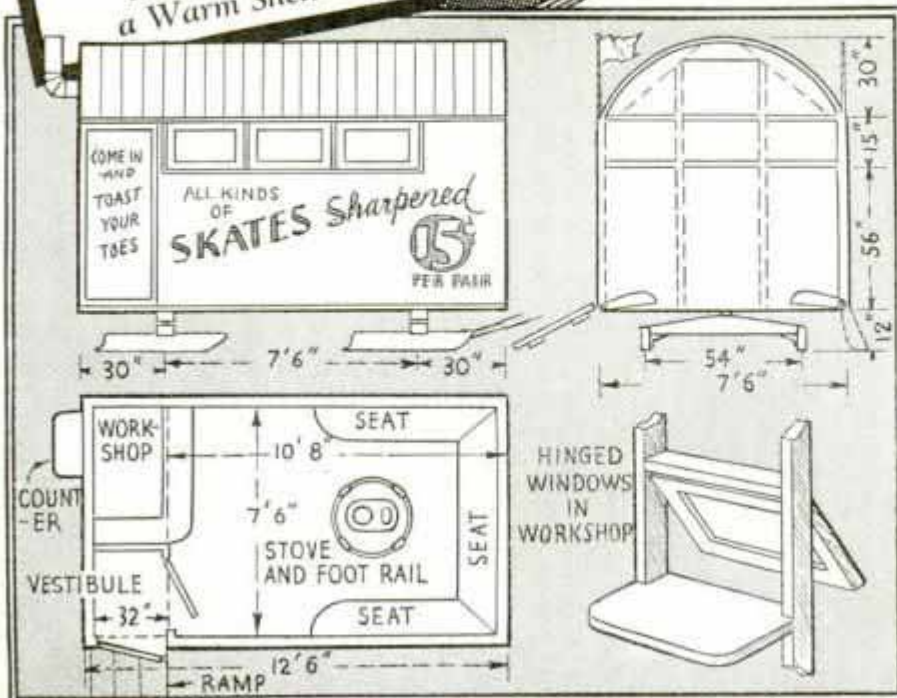 a Warm
COME IN
AND
TOAST
YOUR
TOES
ALL KINDS
OF
SKATES Sharpened
15¢
PER PAIR
30"
7'6"
30"
30"
15"
56"
12"
54"
7'6"
WORK-
SHOP
COUNT
-ER
VESTIBULE
32"
SEAT
10' 8"
7'6"
STOVE
AND FOOT RAIL
SEAT
SEAT
12'6"
RAMP
HINGED
WINDOWS
IN
WORKSHOP